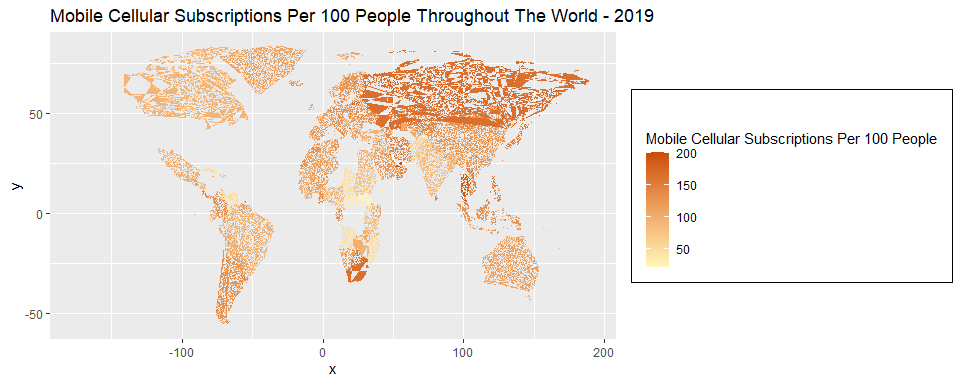 Mobile Cellular Subscriptions Per 100 People Throughout The World - 2019
y
50
0
-50
-100
0
100
200
x
Mobile Cellular Subscriptions Per 100 People
200
150
100
50